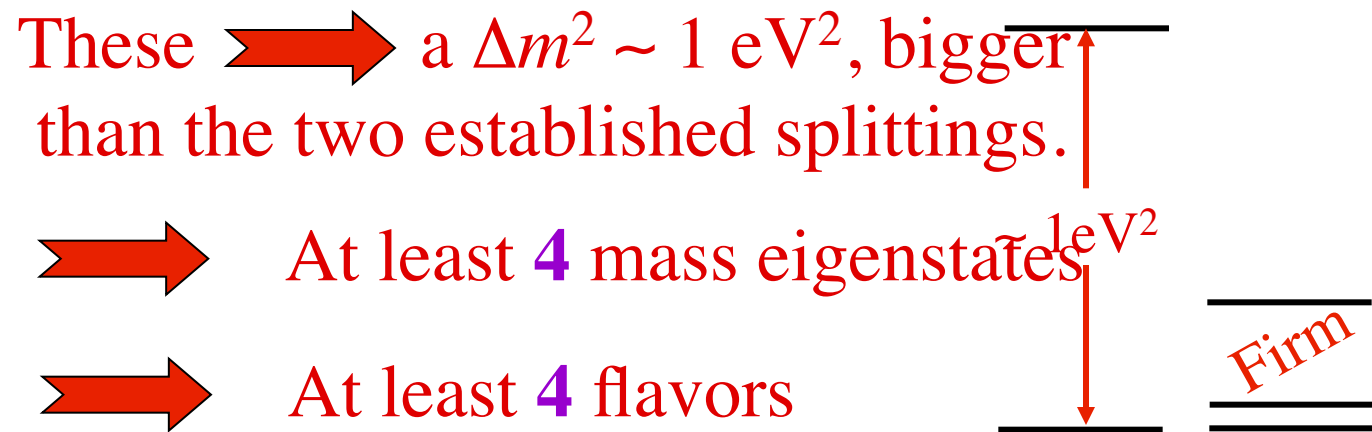 These a Δm² ~ 1 eV², bigger
than the two established splittings.
~ 1eV²
At least 4 mass eigenstates
Firm
At least 4 flavors